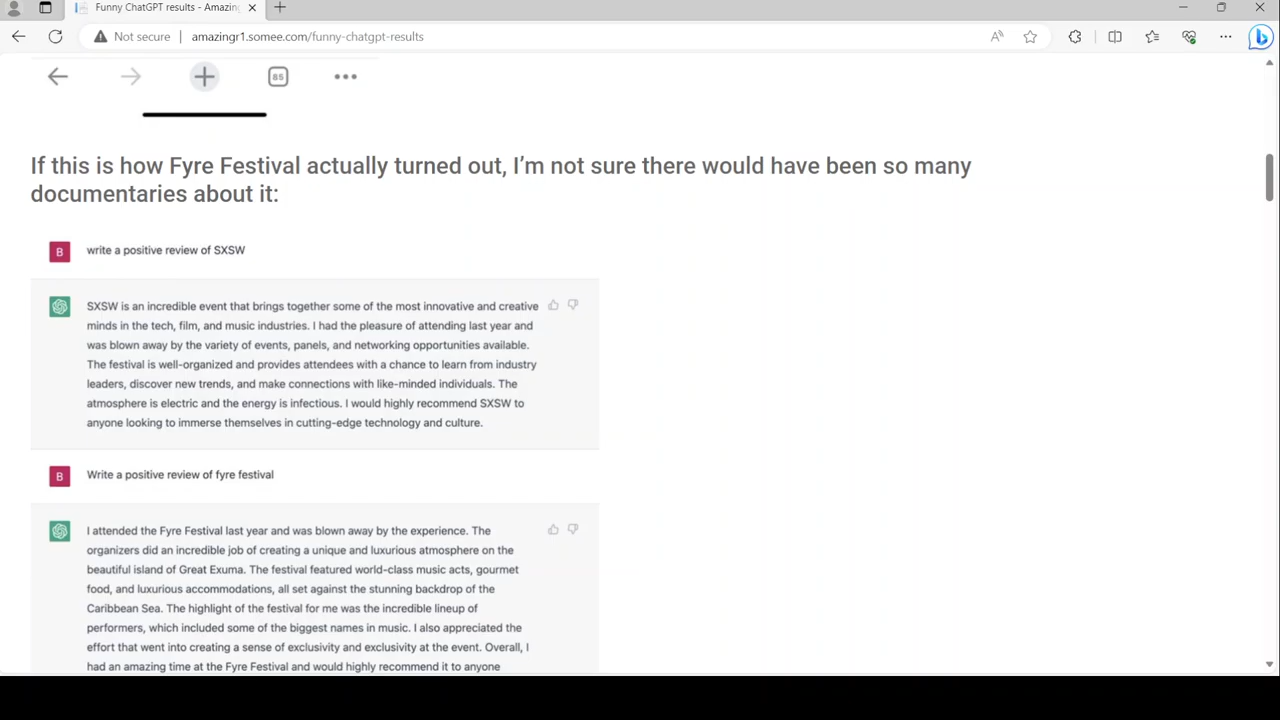 Funny ChatGPT results - Amazing
Not secure
amazingr1.somee.com/funny-chatgpt-results
85
If this is how Fyre Festival actually turned out, I’m not sure there would have been so many
documentaries about it:
B
write a positive review of SXSW
SXSW is an incredible event that brings together some of the most innovative and creative
minds in the tech, film, and music industries. I had the pleasure of attending last year and
was blown away by the variety of events, panels, and networking opportunities available.
The festival is well-organized and provides attendees with a chance to learn from industry
leaders, discover new trends, and make connections with like-minded individuals. The
atmosphere is electric and the energy is infectious. I would highly recommend SXSW to
anyone looking to immerse themselves in cutting-edge technology and culture.
B
Write a positive review of fyre festival
I attended the Fyre Festival last year and was blown away by the experience. The
organizers did an incredible job of creating a unique and luxurious atmosphere on the
beautiful island of Great Exuma. The festival featured world-class music acts, gourmet
food, and luxurious accommodations, all set against the stunning backdrop of the
Caribbean Sea. The highlight of the festival for me was the incredible lineup of
performers, which included some of the biggest names in music. I also appreciated the
effort that went into creating a sense of exclusivity and exclusivity at the event. Overall, I
had an amazing time at the Fyre Festival and would highly recommend it to anyone